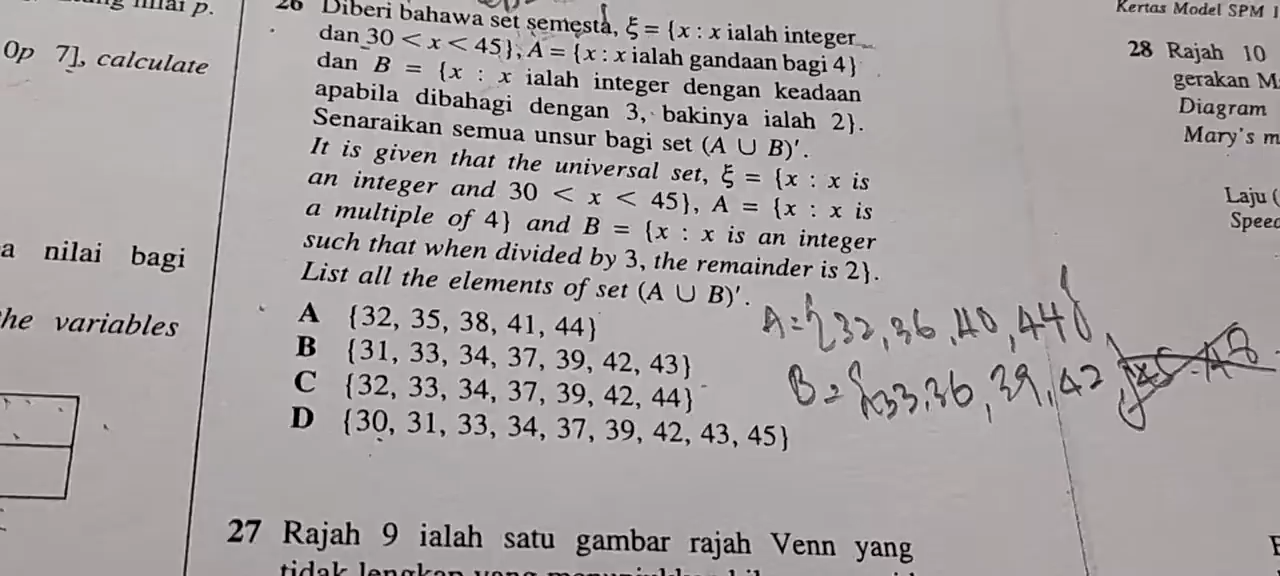 p.
Op 7], calculate
a nilai bagi
he variables
26 Diberi bahawa set semesta, ξ = {x : x ialah integer
dan 30 < x < 45}, A = {x : x ialah gandaan bagi 4}
dan B = {x : x ialah integer dengan keadaan
apabila dibahagi dengan 3, bakinya ialah 2}.
Senaraikan semua unsur bagi set (A ∪ B)′.
It is given that the universal set, ξ = {x : x is
an integer and 30 < x < 45}, A = {x : x is
a multiple of 4} and B = {x : x is an integer
such that when divided by 3, the remainder is 2}.
List all the elements of set (A ∪ B)′.
A {32, 35, 38, 41, 44}
B {31, 33, 34, 37, 39, 42, 43}
C {32, 33, 34, 37, 39, 42, 44}
D {30, 31, 33, 34, 37, 39, 42, 43, 45}
A = {32, 36, 40, 44}
B = {33, 36, 39, 42
27 Rajah 9 ialah satu gambar rajah Venn yang
Kertas Model SPM 1
28 Rajah 10
gerakan M
Diagram
Mary's m
Laju (
Speed